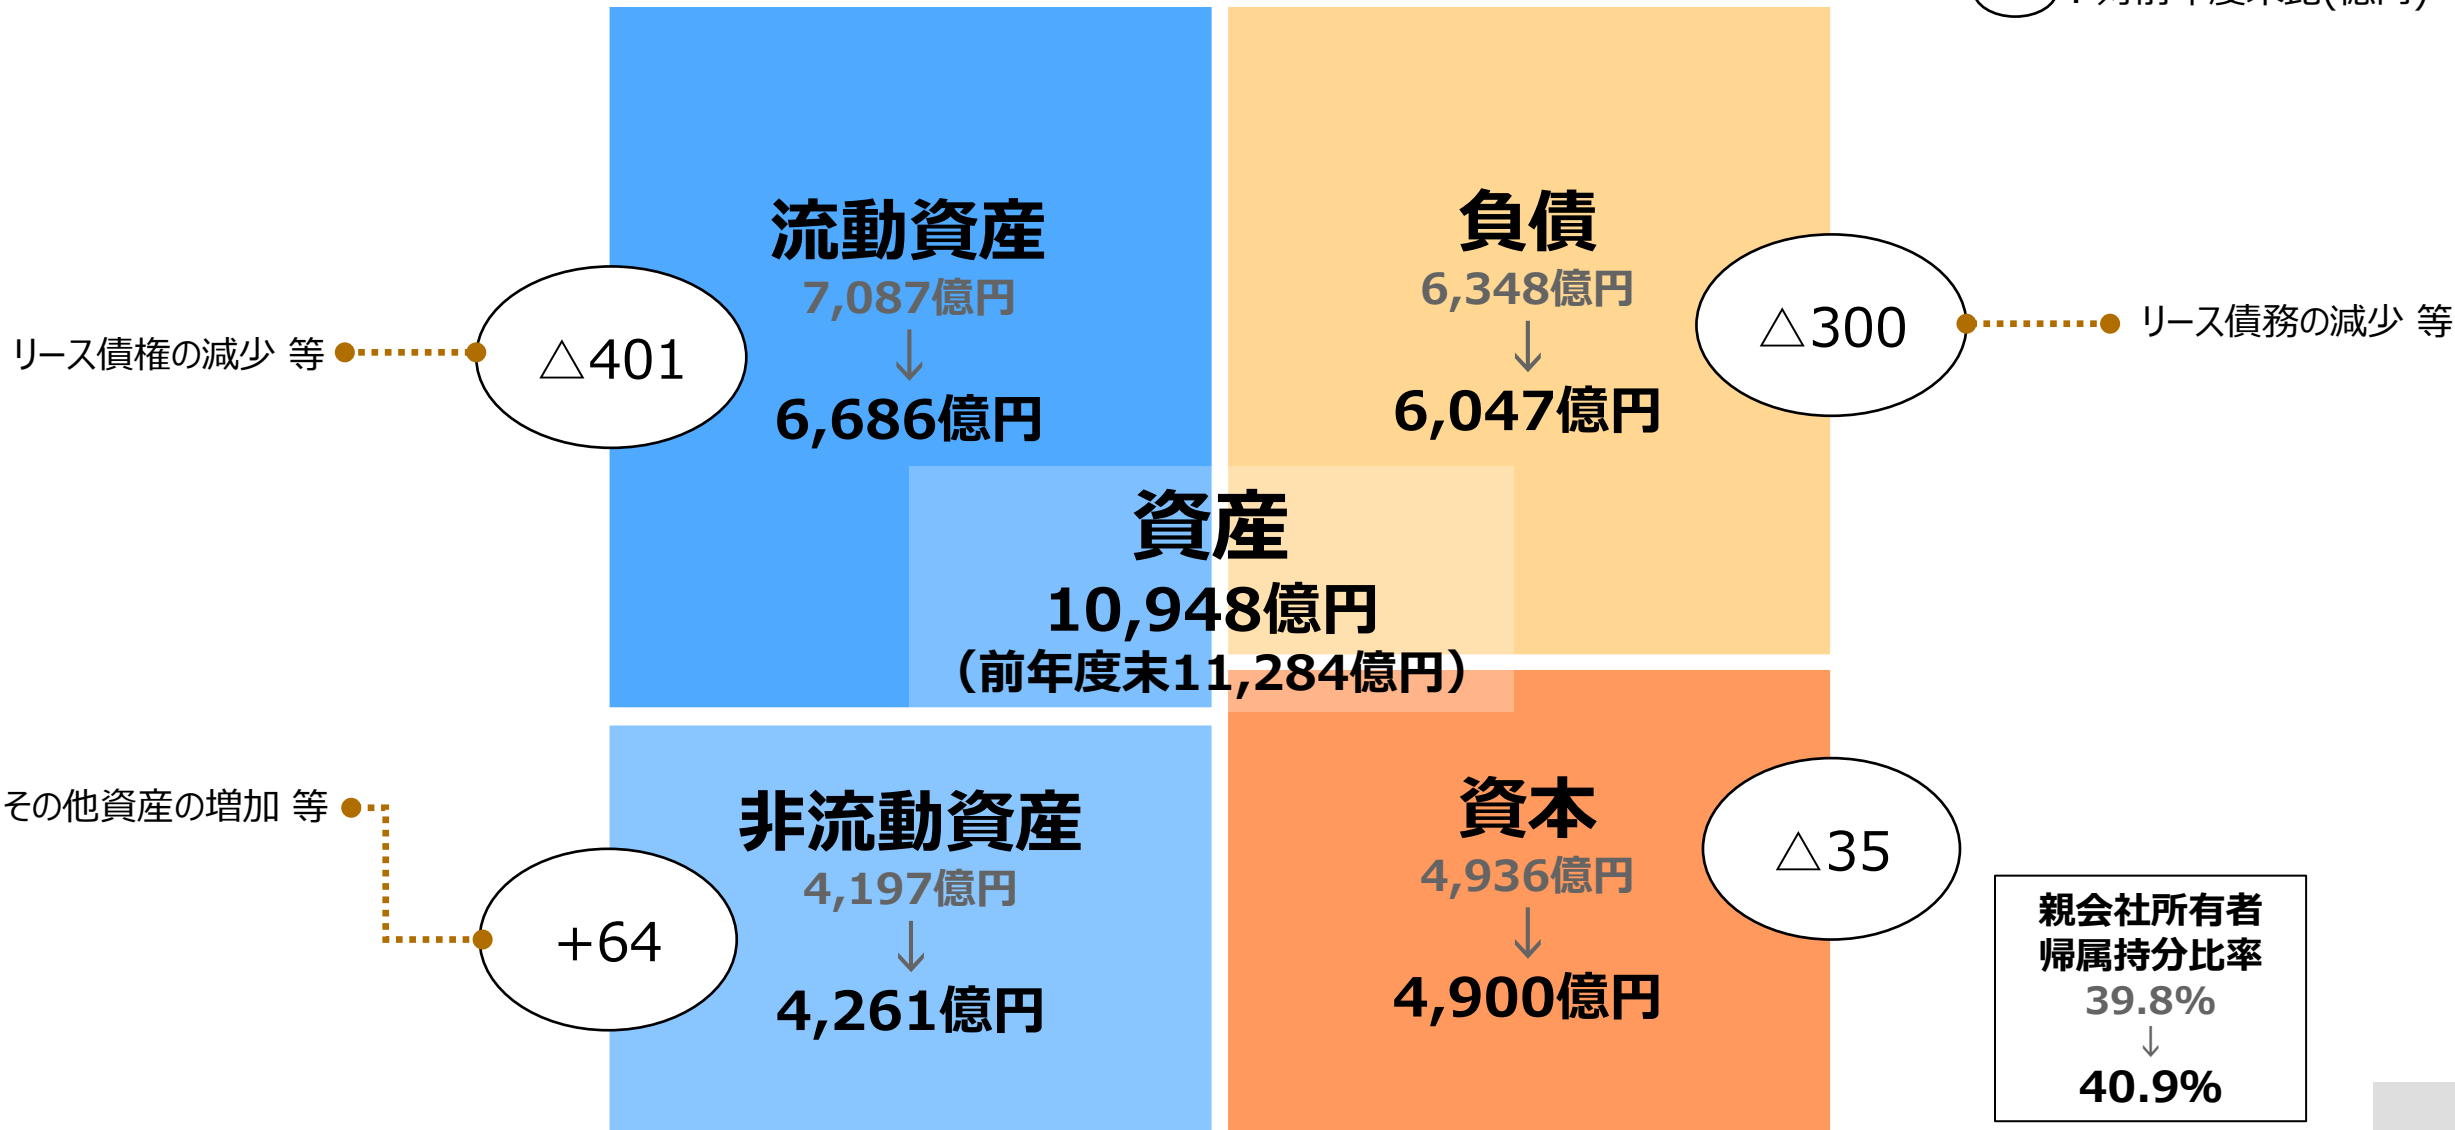 流動資産
7,087億円
↓
6,686億円
△401
リース債権の減少 等
負債
6,348億円
↓
6,047億円
△300
リース債務の減少 等
資産
10,948億円
（前年度末11,284億円）
その他資産の増加 等
+64
非流動資産
4,197億円
↓
4,261億円
資本
4,936億円
↓
4,900億円
△35
親会社所有者
帰属持分比率
39.8%
↓
40.9%